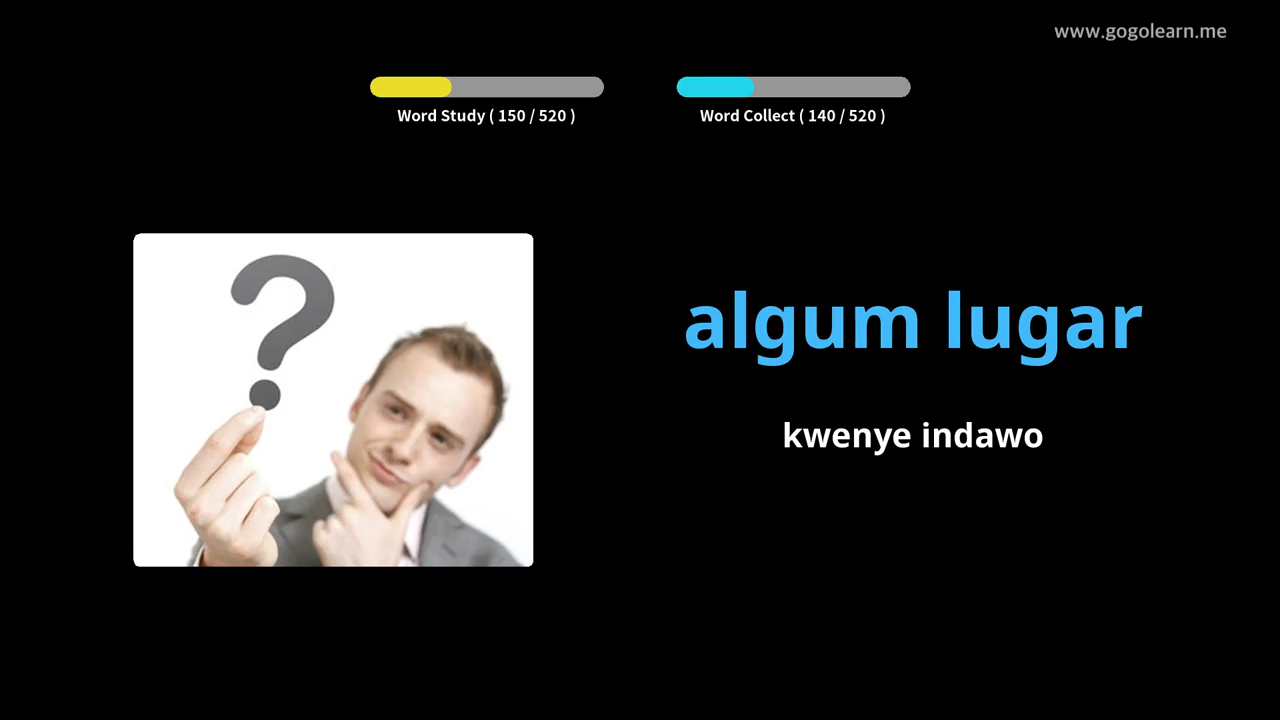 www.gogolearn.me
Word Study ( 150 / 520 )
Word Collect ( 140 / 520 )
algum lugar
kwenye indawo